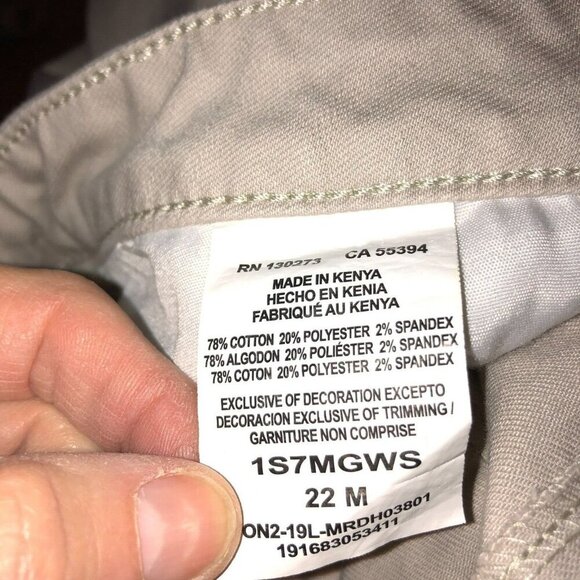 RN 130273 CA 55394
MADE IN KENYA
HECHO EN KENIA
FABRIQUÉ AU KENYA
78% COTTON 20% POLYESTER 2% SPANDEX
78% ALGODON 20% POLIÉSTER 2% SPANDEX
78% COTON 20% POLYESTER 2% SPANDEX
EXCLUSIVE OF DECORATION EXCEPTO
DECORACION EXCLUSIVE OF TRIMMING /
GARNITURE NON COMPRISE
1S7MGWS
22 M
ON2-19L-MRDH03801
191683053411